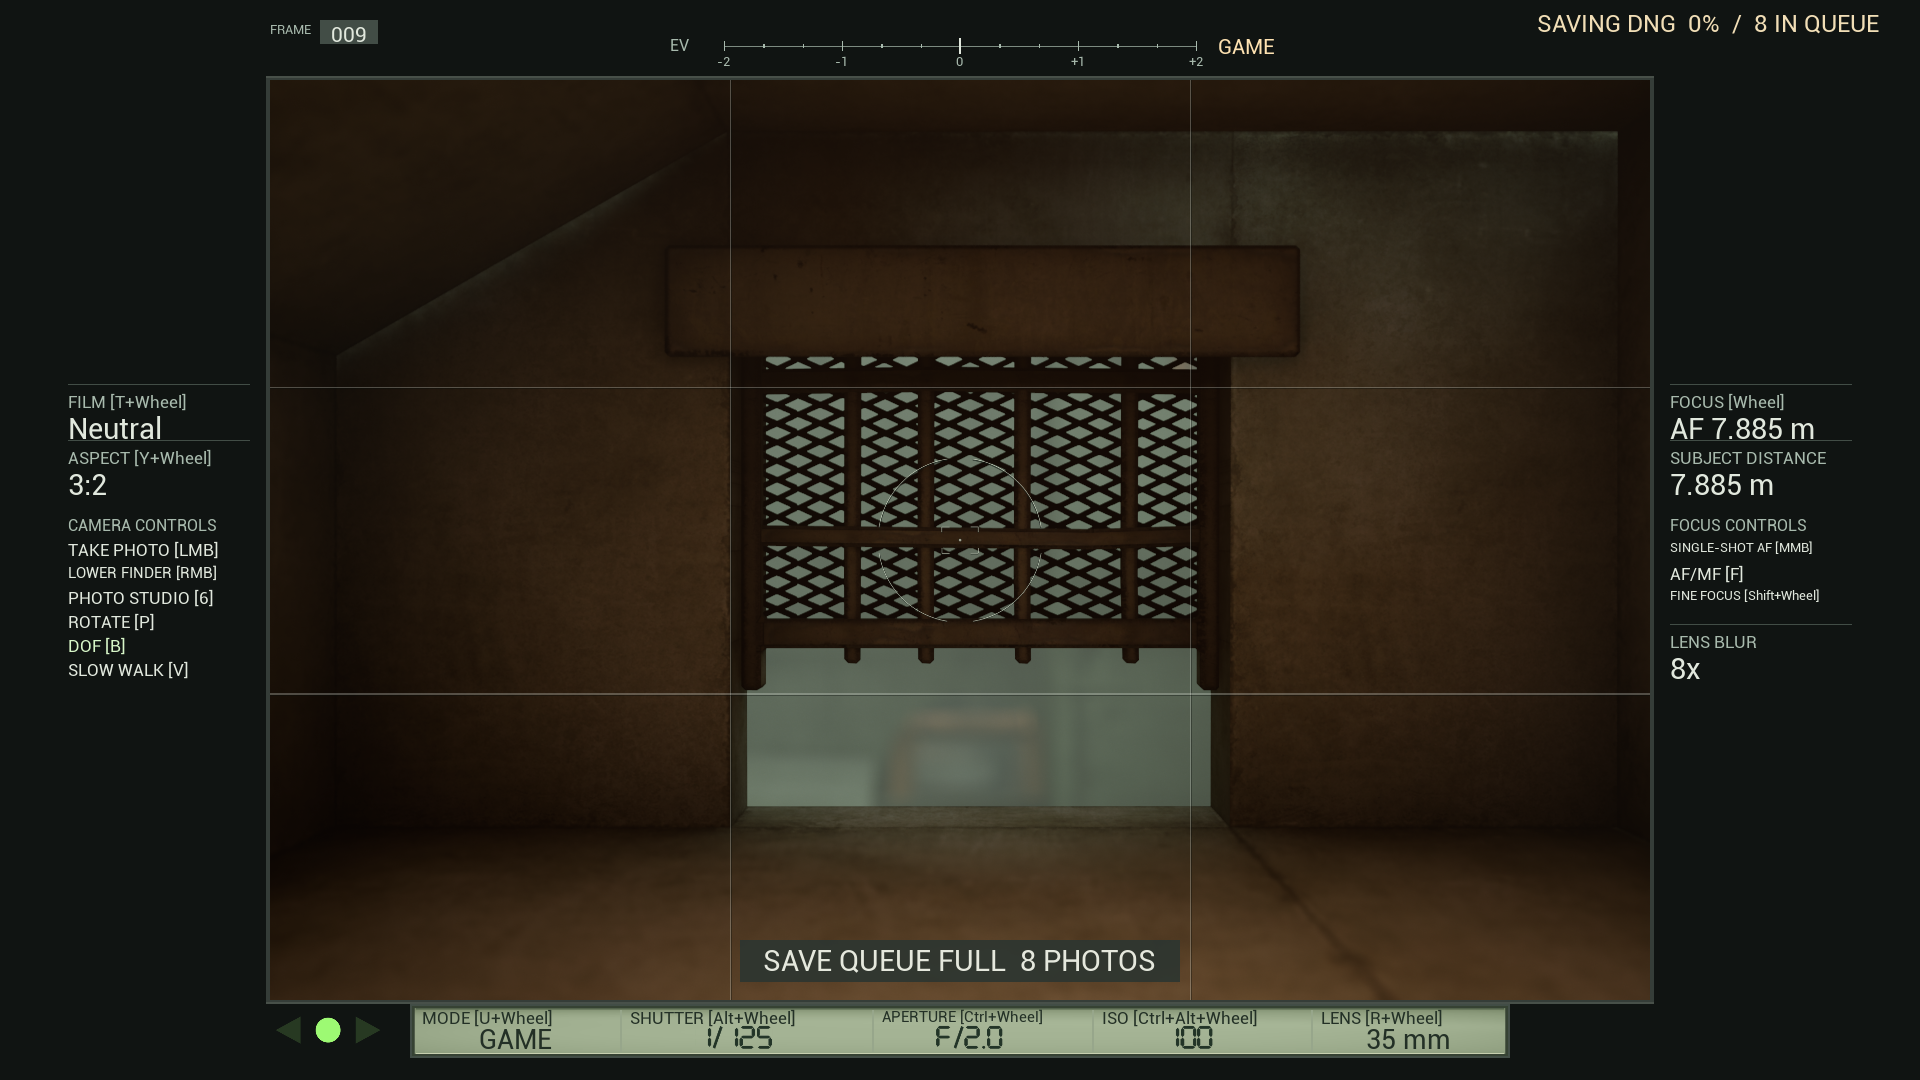 FRAME 009
EV
-2 -1 0 +1 +2
GAME
SAVING DNG 0% / 8 IN QUEUE
FILM [T+Wheel]
Neutral
ASPECT [Y+Wheel]
3:2
CAMERA CONTROLS
TAKE PHOTO [LMB]
LOWER FINDER [RMB]
PHOTO STUDIO [6]
ROTATE [P]
DOF [B]
SLOW WALK [V]
FOCUS [Wheel]
AF 7.885 m
SUBJECT DISTANCE
7.885 m
FOCUS CONTROLS
SINGLE-SHOT AF [MMB]
AF/MF [F]
FINE FOCUS [Shift+Wheel]
LENS BLUR
8x
SAVE QUEUE FULL 8 PHOTOS
MODE [U+Wheel]
GAME
SHUTTER [Alt+Wheel]
1/125
APERTURE [Ctrl+Wheel]
F/2.0
ISO [Ctrl+Alt+Wheel]
100
LENS [R+Wheel]
35 mm